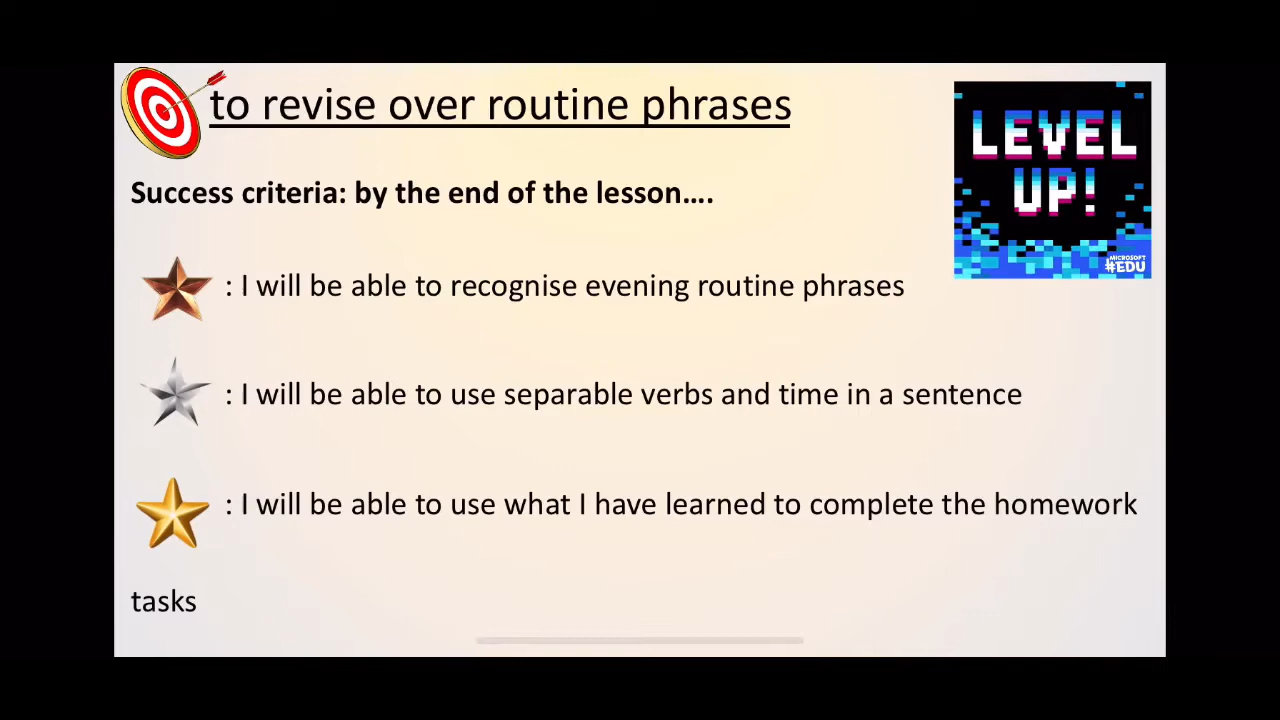 to revise over routine phrases
LEVEL
UP!
MICROSOFT
#EDU
Success criteria: by the end of the lesson….
: I will be able to recognise evening routine phrases
: I will be able to use separable verbs and time in a sentence
: I will be able to use what I have learned to complete the homework
tasks